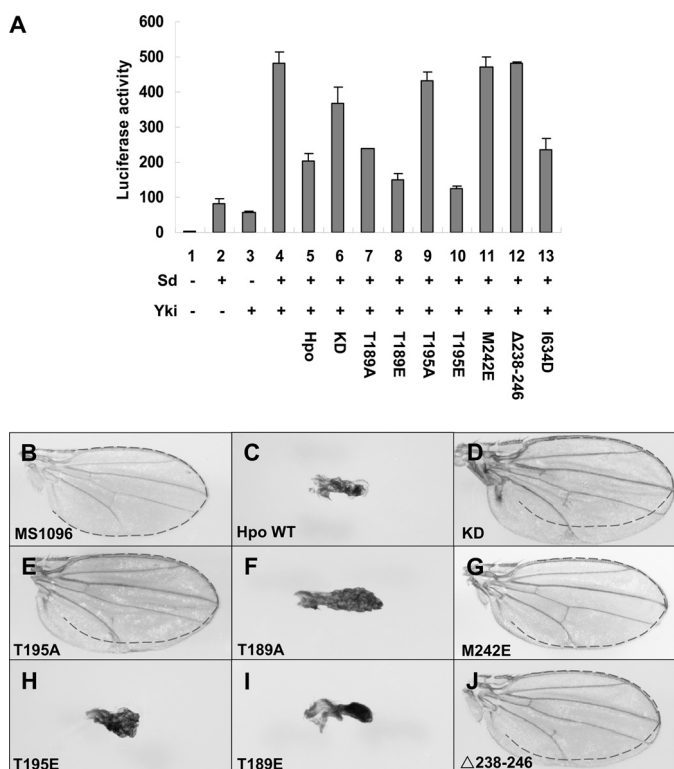 A
Luciferase activity
600
500
400
300
200
100
0
1 2 3 4 5 6 7 8 9 10 11 12 13
Sd - + - + + + + + + + + + +
Yki - - + + + + + + + + + + +
Hpo KD T189A T189E T195A T195E M242E Δ238-246 I634D
B C D
MS1096 Hpo WT KD
E F G
T195A T189A M242E
H I J
T195E T189E △238-246